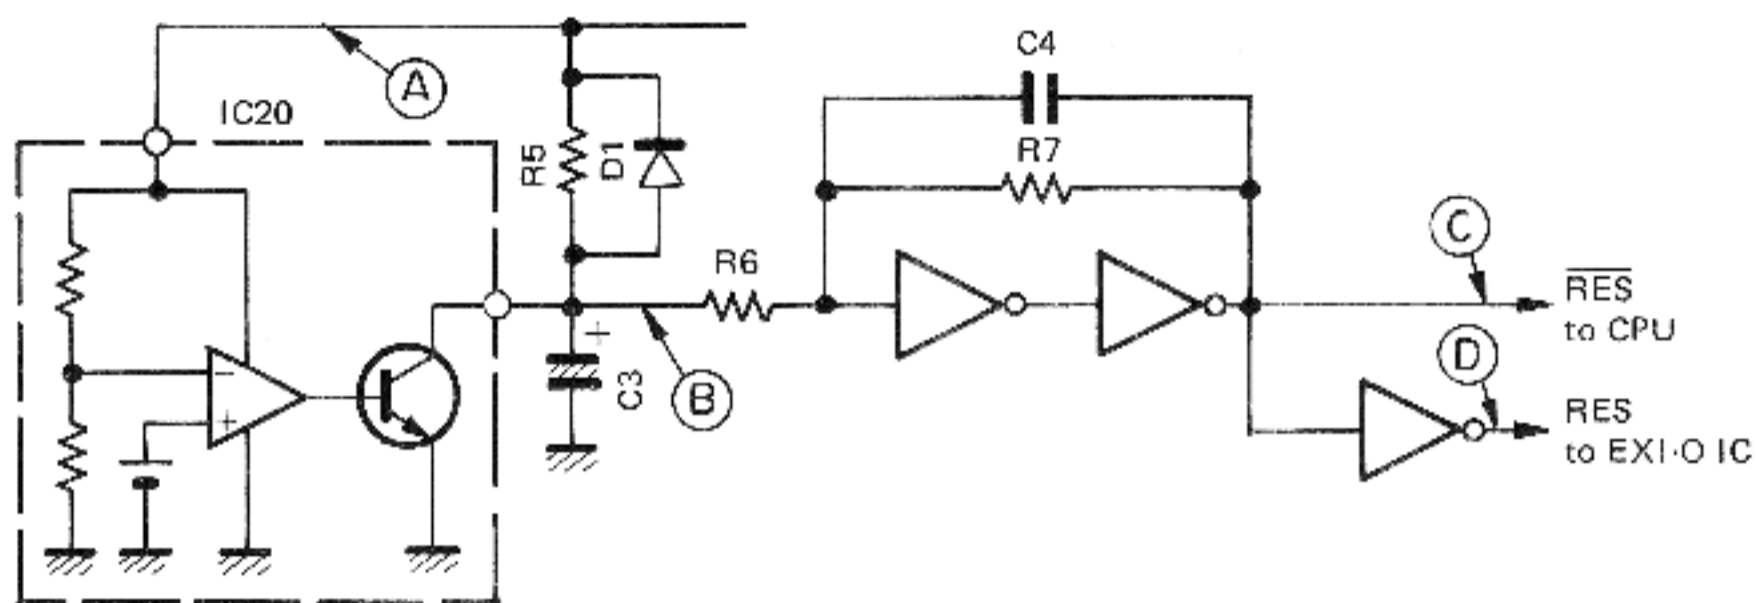 C4
A
IC20
R5
D1
R7
C
R6
RES
to CPU
−
+
+
C3
B
D
RES
to EXI·O IC